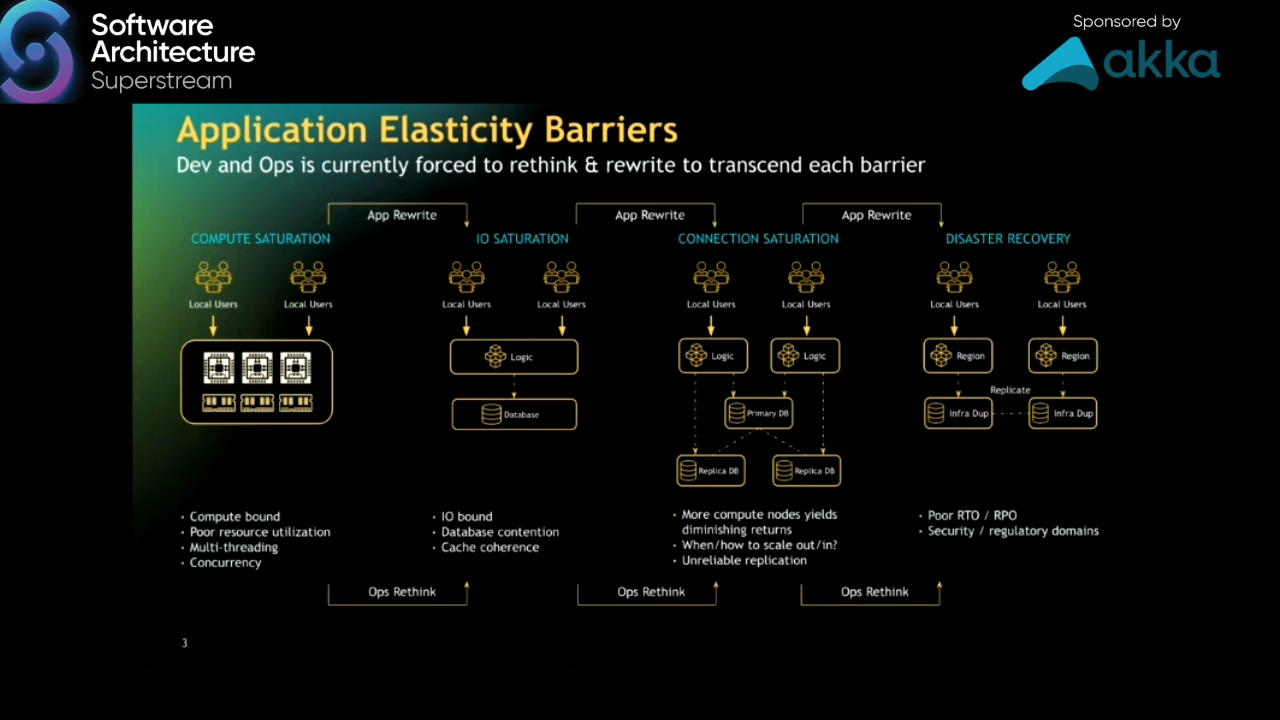 Software
Architecture
Superstream
Sponsored by
akka
Application Elasticity Barriers
Dev and Ops is currently forced to rethink & rewrite to transcend each barrier
App Rewrite
App Rewrite
App Rewrite
COMPUTE SATURATION
IO SATURATION
CONNECTION SATURATION
DISASTER RECOVERY
Local Users
Local Users
Local Users
Local Users
Local Users
Local Users
Local Users
Local Users
Logic
Logic
Logic
Region
Region
Replicate
Database
Primary DB
Infra Dup
Infra Dup
Replica DB
Replica DB
· Compute bound
· Poor resource utilization
· Multi-threading
· Concurrency
· IO bound
· Database contention
· Cache coherence
· More compute nodes yields
diminishing returns
· When/how to scale out/in?
· Unreliable replication
· Poor RTO / RPO
· Security / regulatory domains
Ops Rethink
Ops Rethink
Ops Rethink
3